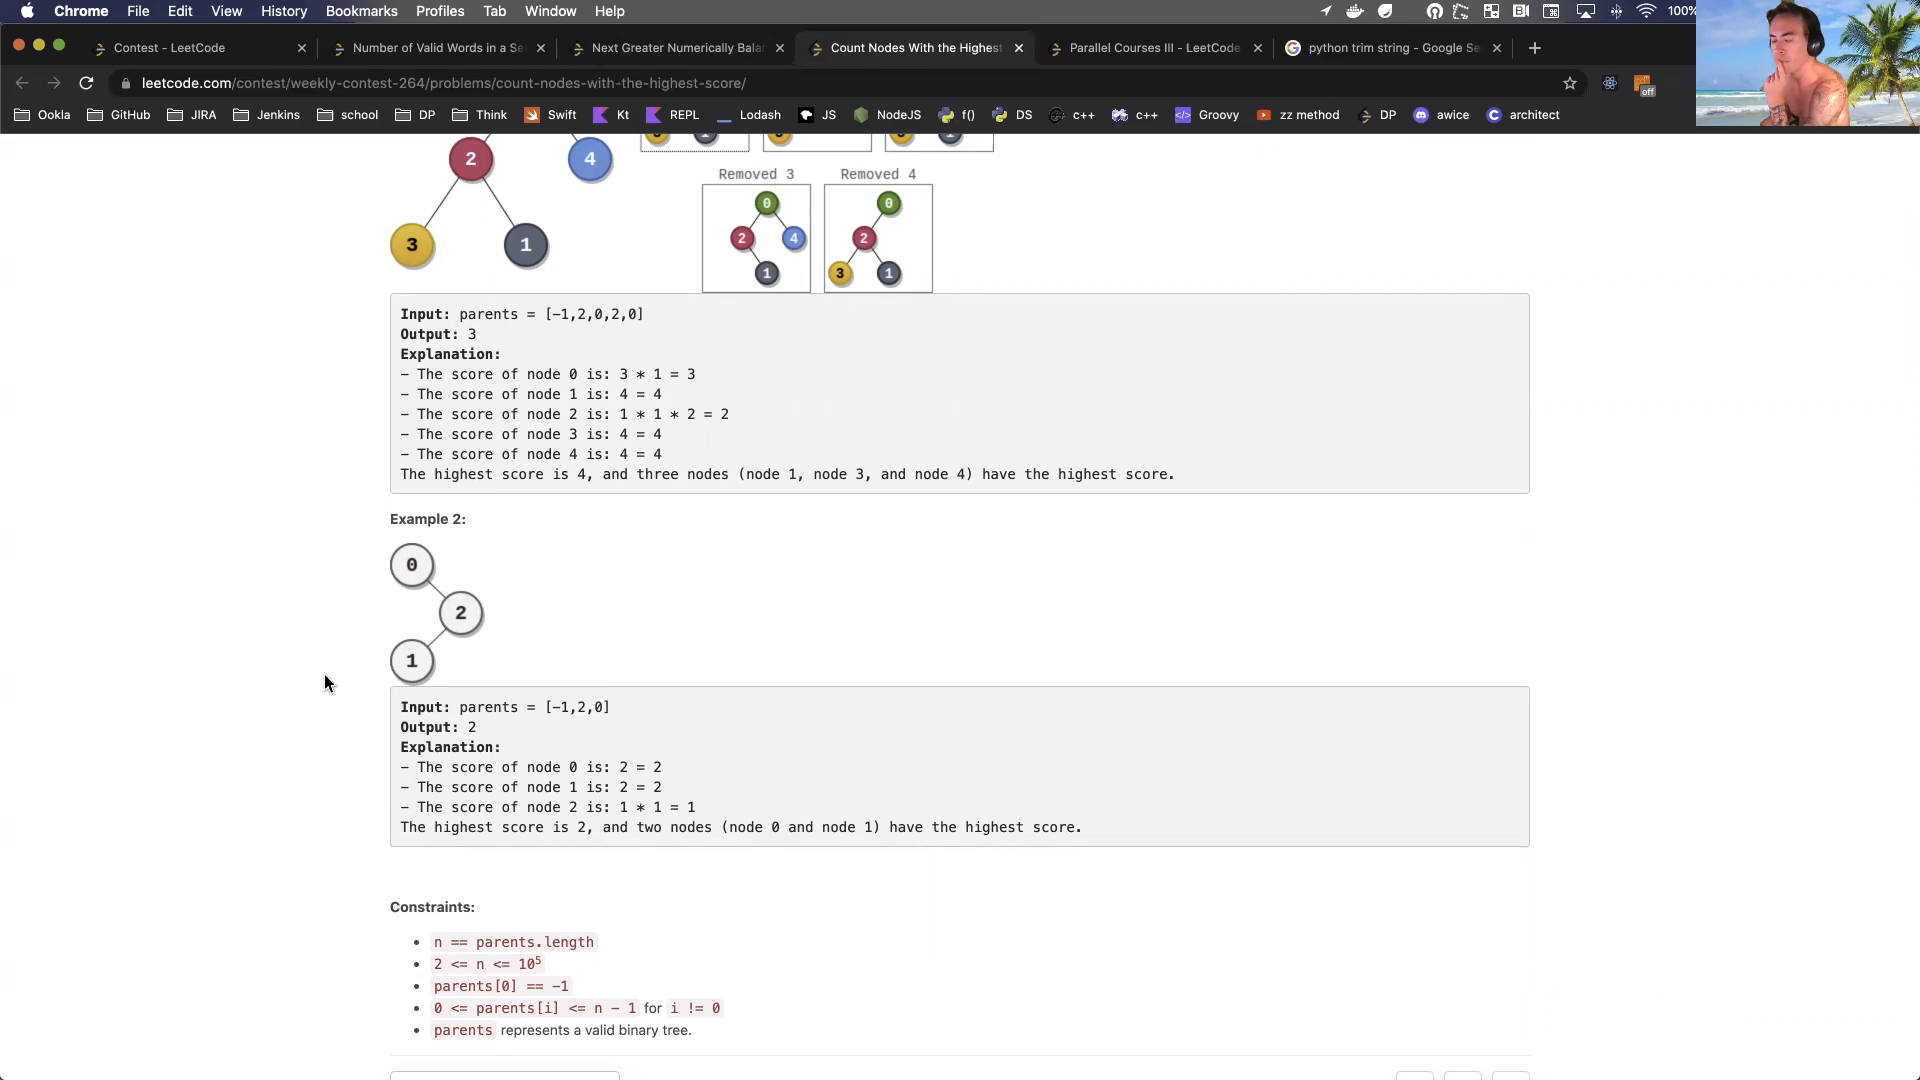 Chrome File Edit View History Bookmarks Profiles Tab Window Help 100%
Contest - LeetCode Number of Valid Words in a Se Next Greater Numerically Bala Count Nodes With the Highest Parallel Courses III - LeetCode python trim string - Google Se
leetcode.com/contest/weekly-contest-264/problems/count-nodes-with-the-highest-score/ off
Ookla GitHub JIRA Jenkins school DP Think Swift Kt REPL Lodash JS NodeJS f() DS c++ c++ Groovy zz method DP awice architect
2 4
3 1
Removed 3 Removed 4
0 0
2 4 2
1 3 1
Input: parents = [-1,2,0,2,0]
Output: 3
Explanation:
- The score of node 0 is: 3 * 1 = 3
- The score of node 1 is: 4 = 4
- The score of node 2 is: 1 * 1 * 2 = 2
- The score of node 3 is: 4 = 4
- The score of node 4 is: 4 = 4
The highest score is 4, and three nodes (node 1, node 3, and node 4) have the highest score.
Example 2:
0
2
1
Input: parents = [-1,2,0]
Output: 2
Explanation:
- The score of node 0 is: 2 = 2
- The score of node 1 is: 2 = 2
- The score of node 2 is: 1 * 1 = 1
The highest score is 2, and two nodes (node 0 and node 1) have the highest score.
Constraints:
• n == parents.length
• 2 <= n <= 10⁵
• parents[0] == -1
• 0 <= parents[i] <= n - 1 for i != 0
• parents represents a valid binary tree.